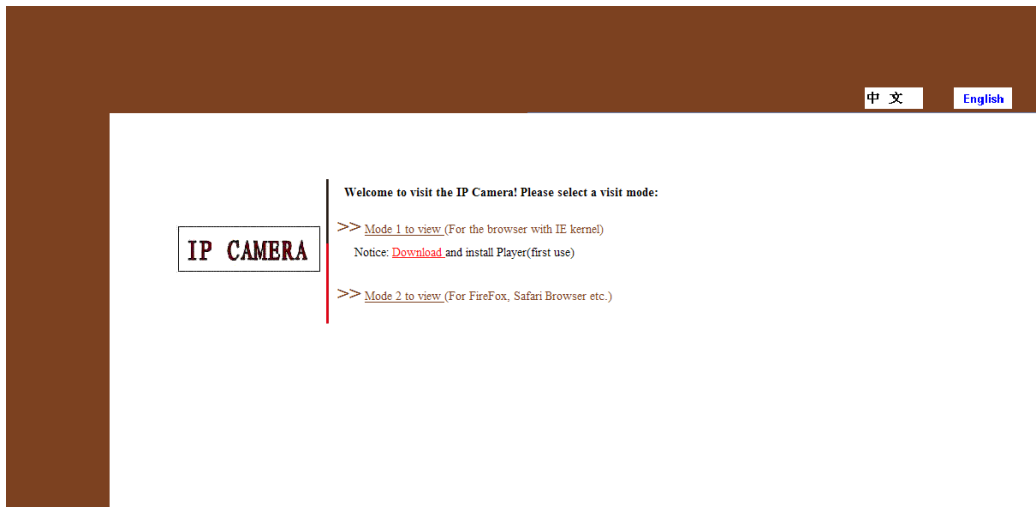 中 文 English
Welcome to visit the IP Camera! Please select a visit mode:
>> Mode 1 to view (For the browser with IE kernel)
IP CAMERA
Notice: Download and install Player(first use)
>> Mode 2 to view (For FireFox, Safari Browser etc.)